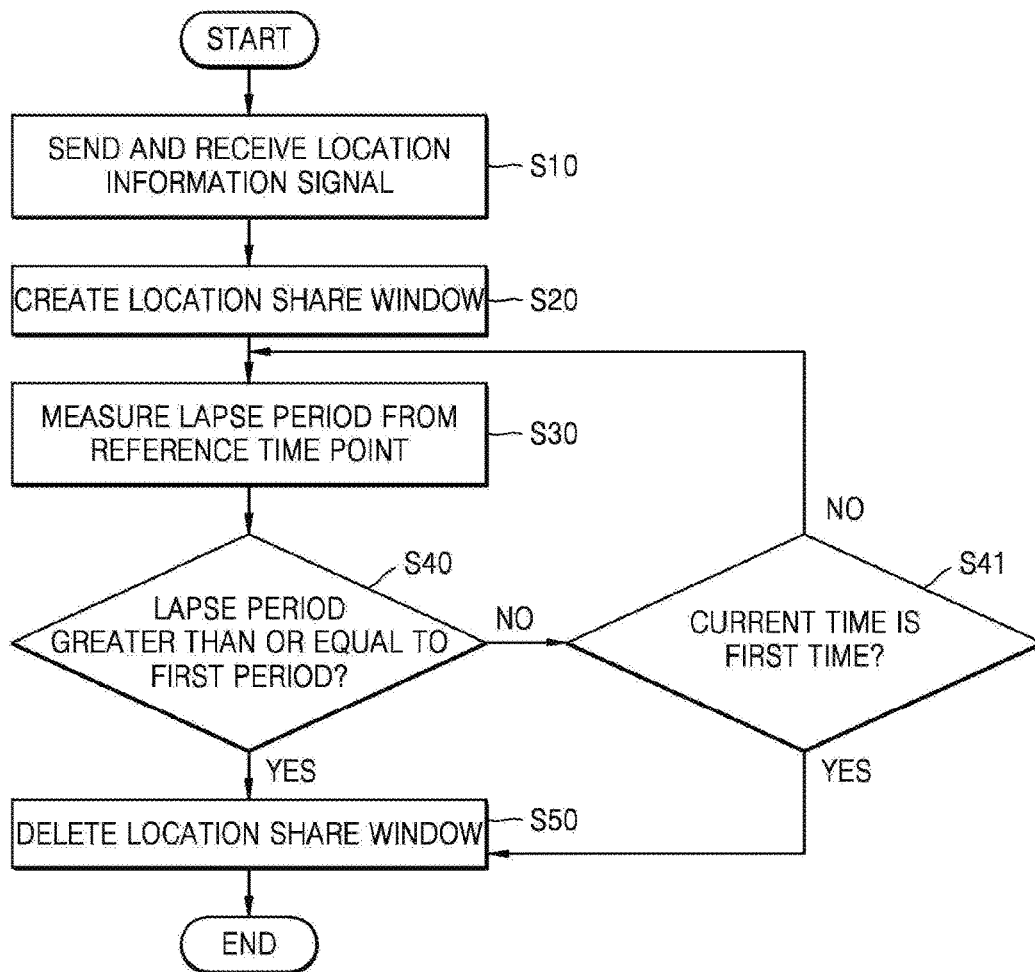 START
SEND AND RECEIVE LOCATION
INFORMATION SIGNAL
S10
CREATE LOCATION SHARE WINDOW
S20
MEASURE LAPSE PERIOD FROM
REFERENCE TIME POINT
S30
NO
S40
LAPSE PERIOD
GREATER THAN OR EQUAL TO
FIRST PERIOD?
NO
S41
CURRENT TIME IS
FIRST TIME?
YES
YES
DELETE LOCATION SHARE WINDOW
S50
END